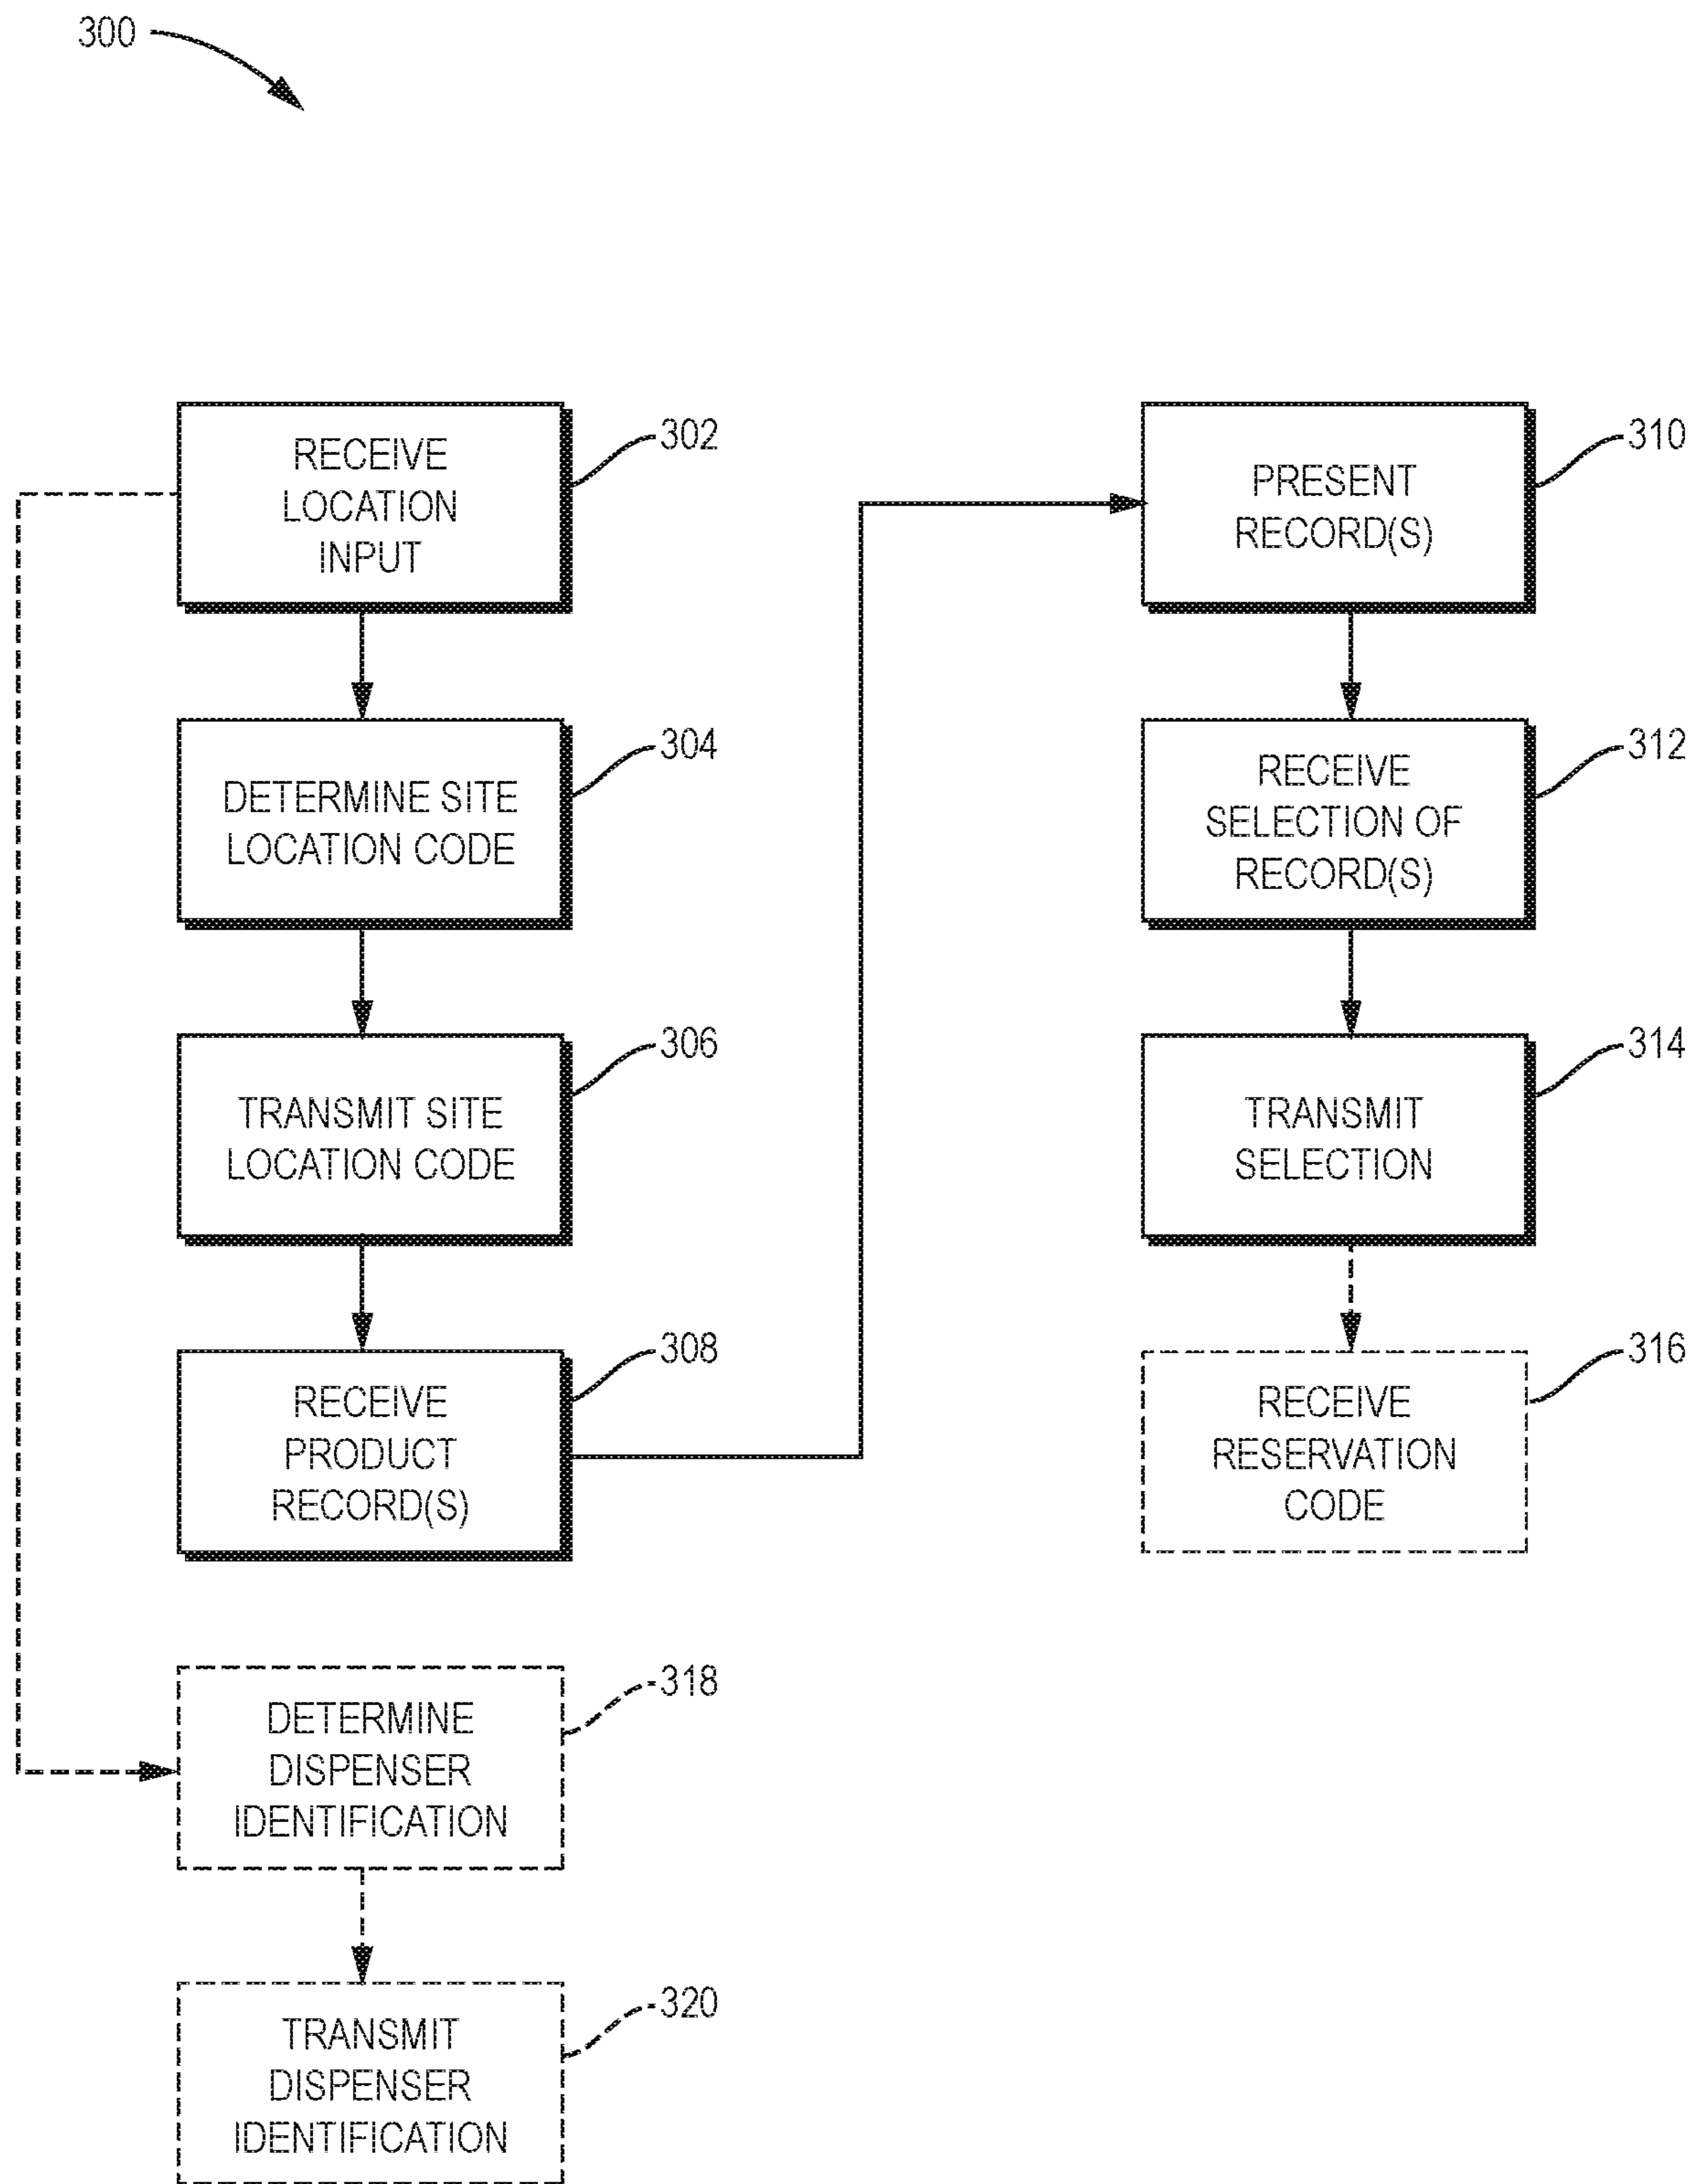 300
RECEIVE
LOCATION
INPUT
302
DETERMINE SITE
LOCATION CODE
304
TRANSMIT SITE
LOCATION CODE
306
RECEIVE
PRODUCT
RECORD(S)
308
PRESENT
RECORD(S)
310
RECEIVE
SELECTION OF
RECORD(S)
312
TRANSMIT
SELECTION
314
RECEIVE
RESERVATION
CODE
316
DETERMINE
DISPENSER
IDENTIFICATION
318
TRANSMIT
DISPENSER
IDENTIFICATION
320